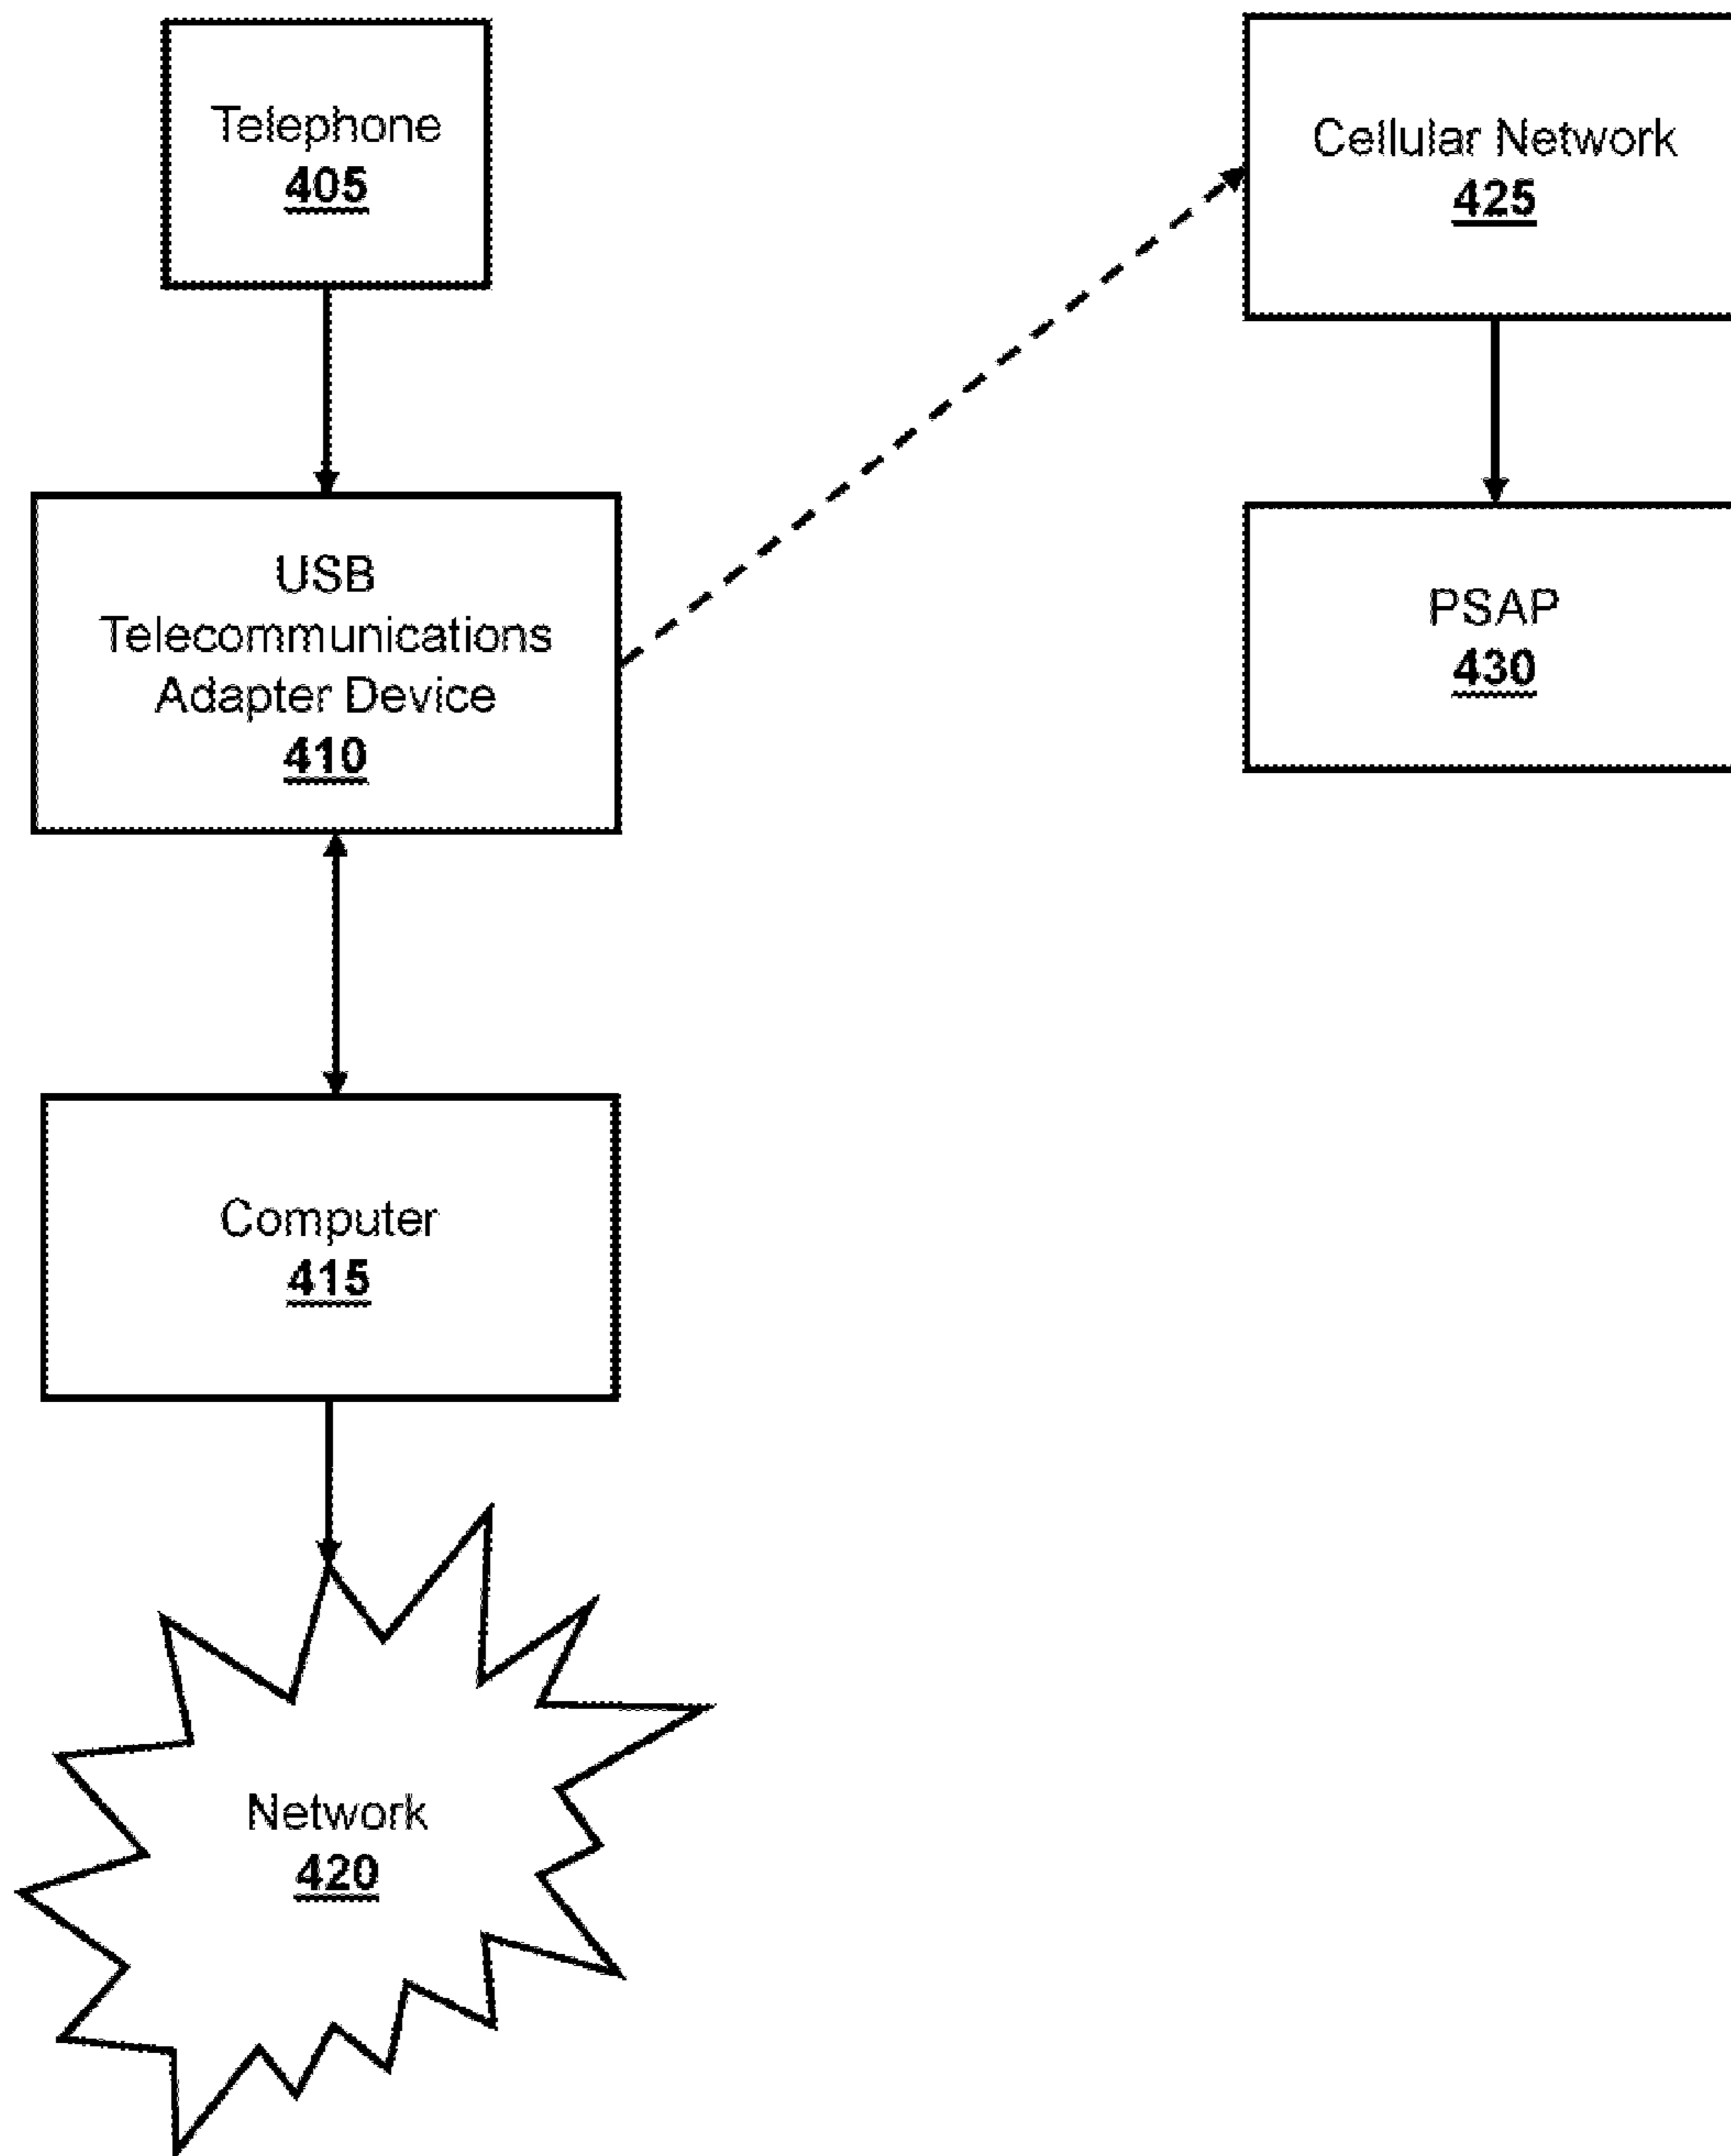 Telephone
405
Cellular Network
425
USB
Telecommunications
Adapter Device
410
PSAP
430
Computer
415
Network
420